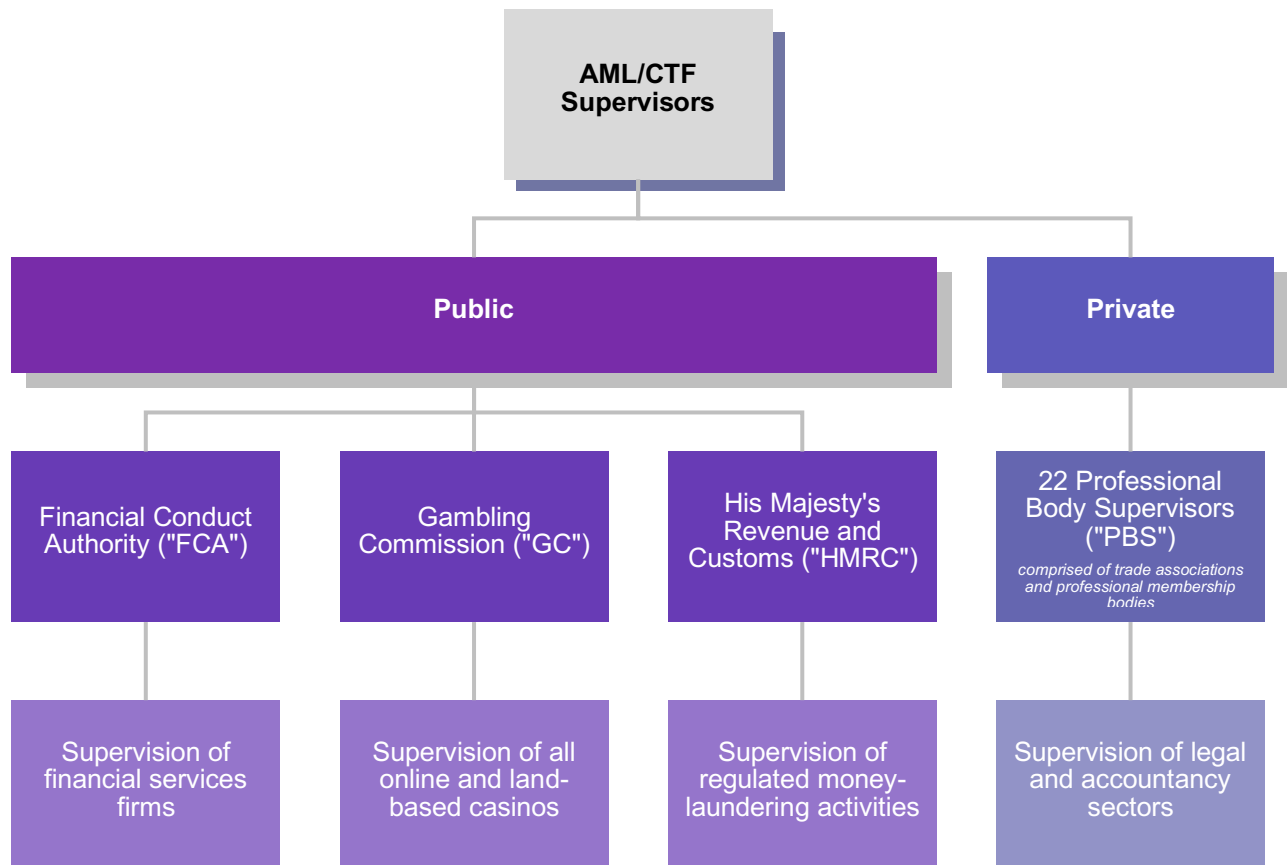 AML/CTF
Supervisors
Public
Private
Financial Conduct
Authority ("FCA")
Gambling
Commission ("GC")
His Majesty's
Revenue and
Customs ("HMRC")
22 Professional
Body Supervisors
("PBS")
comprised of trade associations
and professional membership
bodies
Supervision of
financial services
firms
Supervision of all
online and land-
based casinos
Supervision of
regulated money-
laundering activities
Supervision of legal
and accountancy
sectors